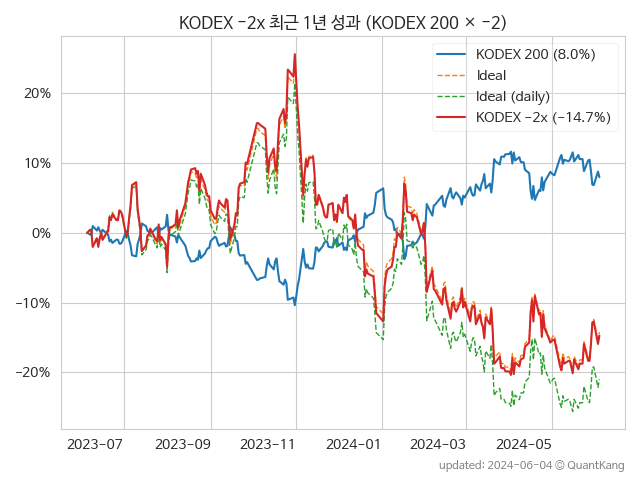 KODEX -2x 최근 1년 성과 (KODEX 200 × -2)
KODEX 200 (8.0%)
Ideal
Ideal (daily)
KODEX -2x (-14.7%)
20%
10%
0%
-10%
-20%
2023-07 2023-09 2023-11 2024-01 2024-03 2024-05
updated: 2024-06-04 © QuantKang